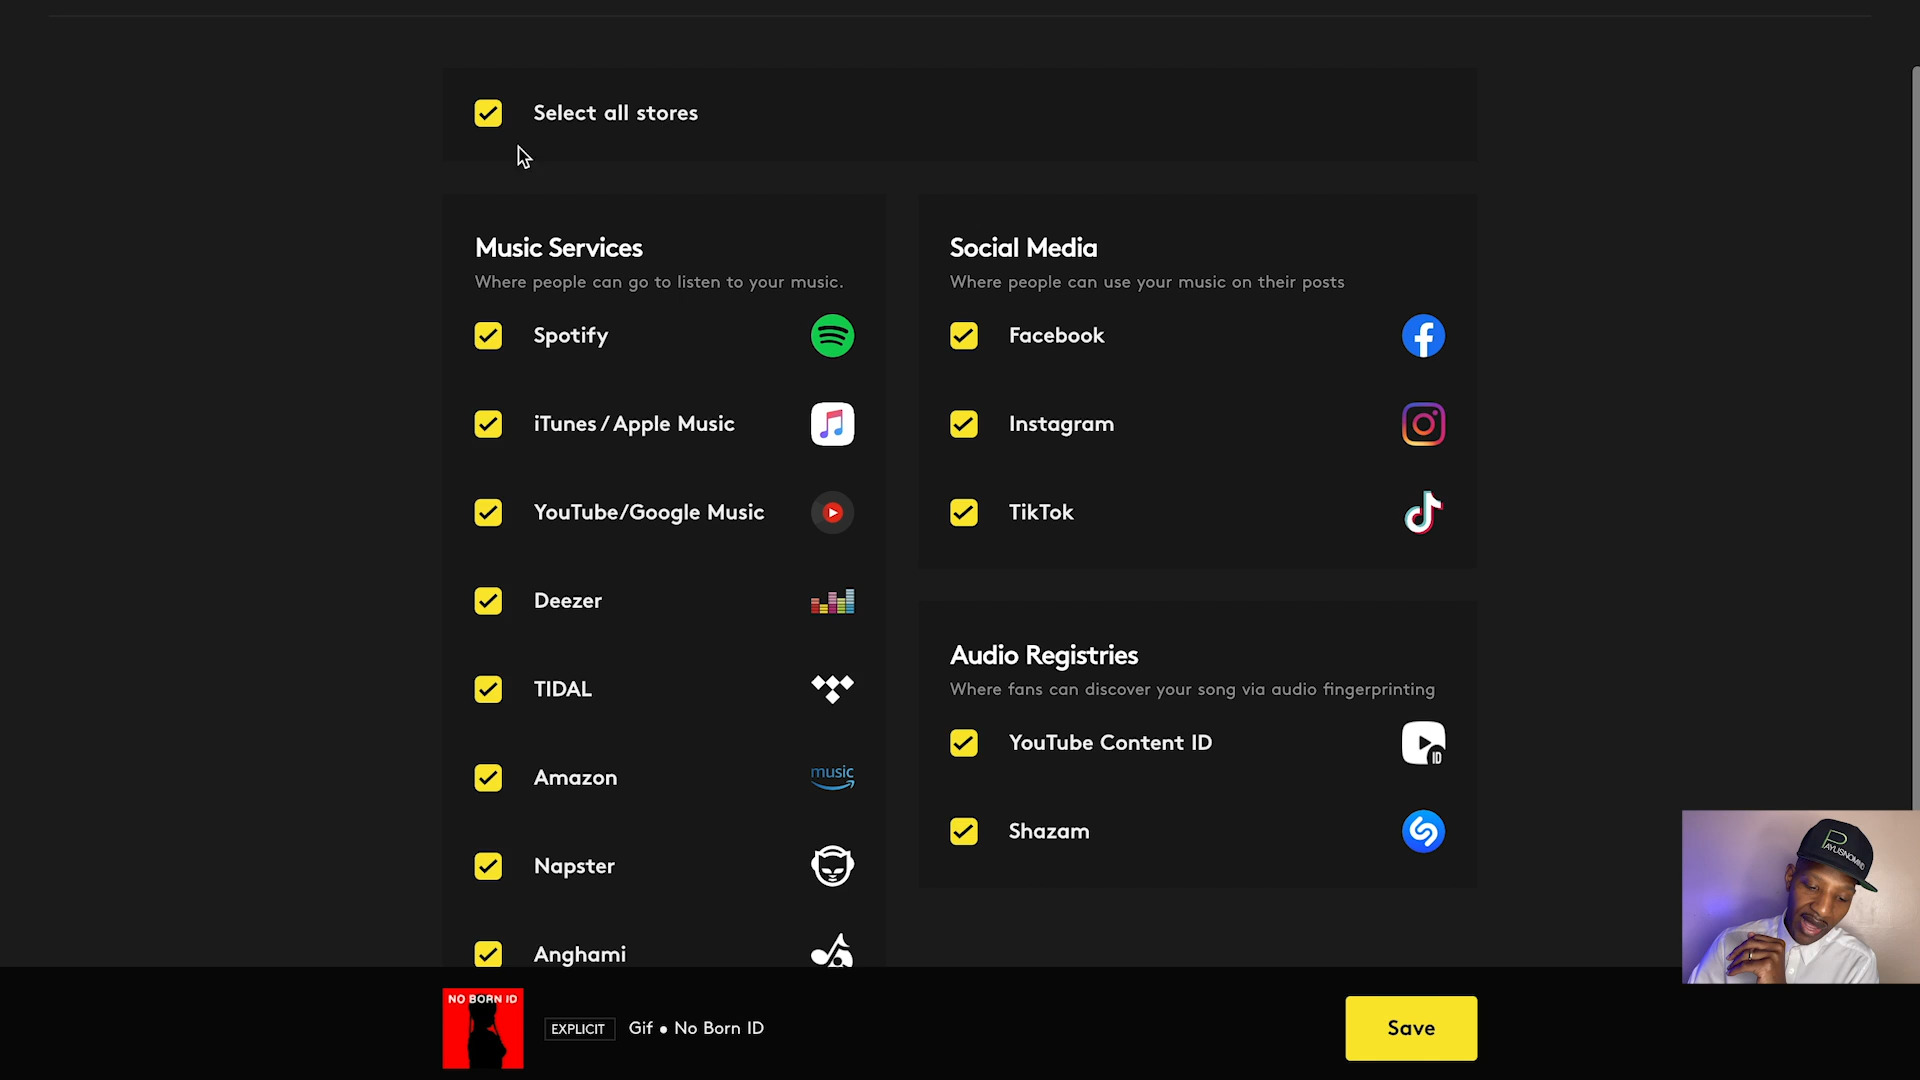 Select all stores
Music Services
Where people can go to listen to your music.
Spotify
iTunes / Apple Music
YouTube/Google Music
Deezer
TIDAL
Amazon
music
Napster
Anghami
Social Media
Where people can use your music on their posts
Facebook
Instagram
TikTok
Audio Registries
Where fans can discover your song via audio fingerprinting
YouTube Content ID
ID
Shazam
NO BORN ID
EXPLICIT Gif • No Born ID
Save